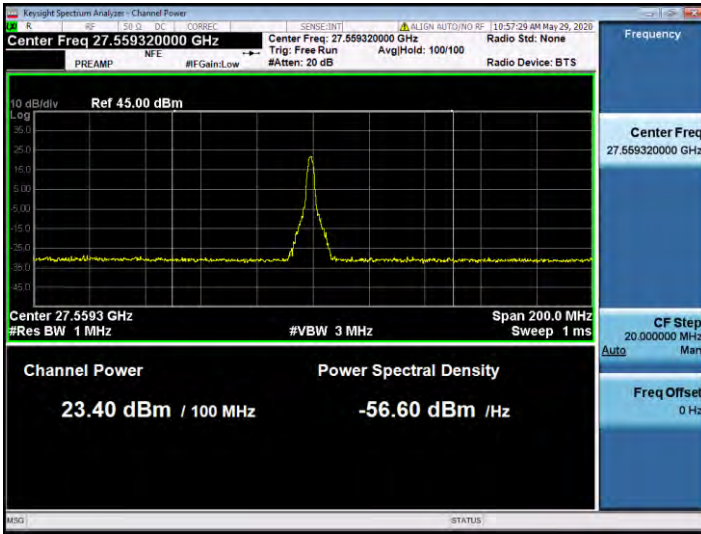 Keysight Spectrum Analyzer - Channel Power
R RF 50 Ω DC CORREC SENSE:INT ALIGN AUTO/NO RF 10:57:29 AM May 29, 2020
Center Freq 27.559320000 GHz
Center Freq: 27.559320000 GHz
Radio Std: None
NFE
Trig: Free Run
Avg|Hold: 100/100
PREAMP
#IFGain:Low
#Atten: 20 dB
Radio Device: BTS
10 dB/div
Ref 45.00 dBm
Log
35.0
25.0
15.0
5.00
-5.00
-15.0
-25.0
-35.0
-45.0
Center 27.5593 GHz
Span 200.0 MHz
#Res BW 1 MHz
#VBW 3 MHz
Sweep 1 ms
Channel Power
Power Spectral Density
23.40 dBm / 100 MHz
-56.60 dBm /Hz
Frequency
Center Freq
27.559320000 GHz
CF Step
20.000000 MHz
Auto Man
Freq Offset
0 Hz
MSG
STATUS